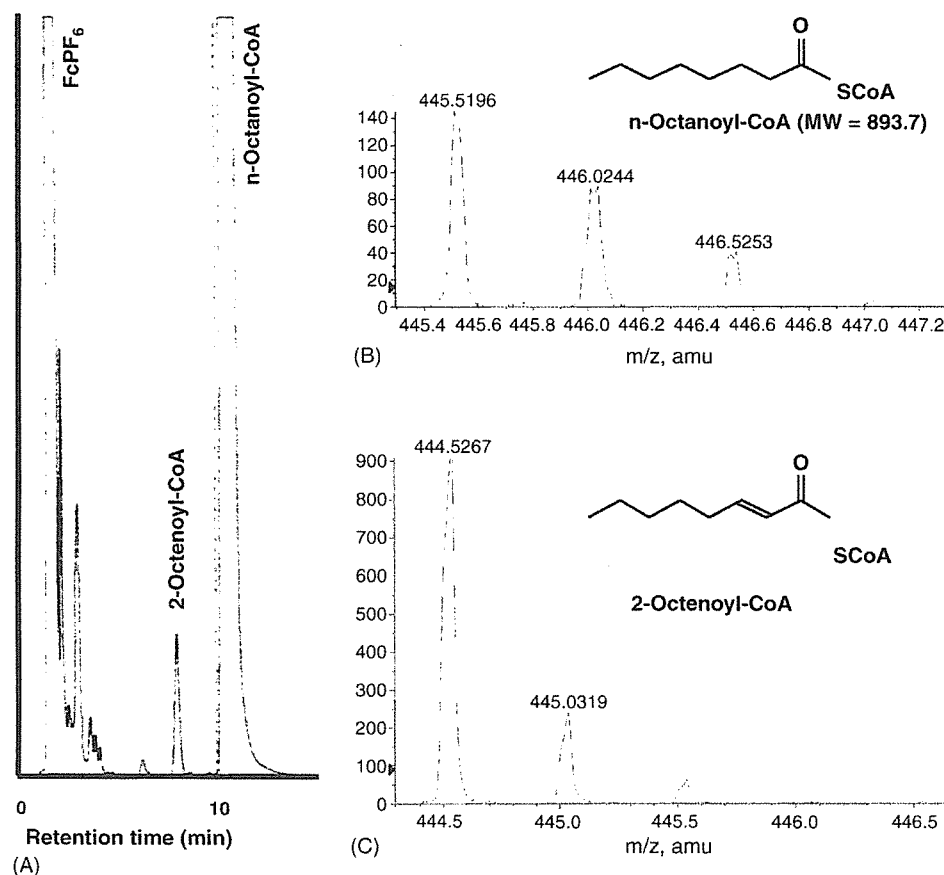 FcPF6
2-Octenoyl-CoA
n-Octanoyl-CoA
0 10
Retention time (min)
(A)
O
SCoA
n-Octanoyl-CoA (MW = 893.7)
445.5196
446.0244
446.5253
140
120
100
80
60
40
20
0
445.4 445.6 446.0 446.2 446.4 446.6 446.8 447.0 447.2
(B)
m/z, amu
O
SCoA
2-Octenoyl-CoA
444.5267
445.0319
900
800
700
600
500
400
300
200
100
0
444.5 445.0 445.5 446.0 446.5
(C)
m/z, amu